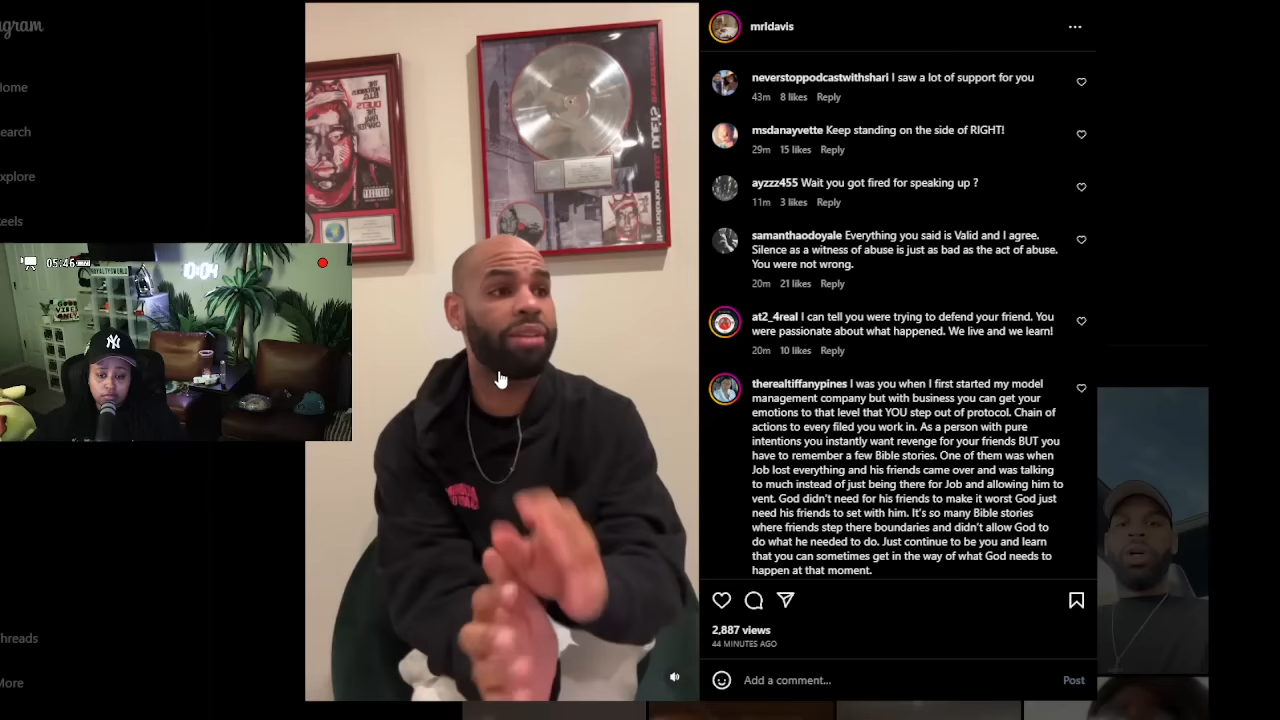 gram
Home
earch
xplore
eels
hreads
More
05:46
10:04
ROYALTY'S WORLD
GOOD
VIBES
ONLY
NY
mrldavis
neverstoppodcastwithshari I saw a lot of support for you
43m 8 likes Reply
msdanayvette Keep standing on the side of RIGHT!
29m 15 likes Reply
ayzzz455 Wait you got fired for speaking up ?
11m 3 likes Reply
samanthaodoyale Everything you said is Valid and I agree.
Silence as a witness of abuse is just as bad as the act of abuse.
You were not wrong.
20m 21 likes Reply
at2_4real I can tell you were trying to defend your friend. You
were passionate about what happened. We live and we learn!
20m 10 likes Reply
therealtiffanypines I was you when I first started my model
management company but with business you can get your
emotions to that level that YOU step out of protocol. Chain of
actions to every filed you work in. As a person with pure
intentions you instantly want revenge for your friends BUT you
have to remember a few Bible stories. One of them was when
Job lost everything and his friends came over and was talking
to much instead of just being there for Job and allowing him to
vent. God didn't need for his friends to make it worst God just
need his friends to set with him. It's so many Bible stories
where friends step there boundaries and didn't allow God to
do what he needed to do. Just continue to be you and learn
that you can sometimes get in the way of what God needs to
happen at that moment.
2,887 views
44 MINUTES AGO
Add a comment...
Post